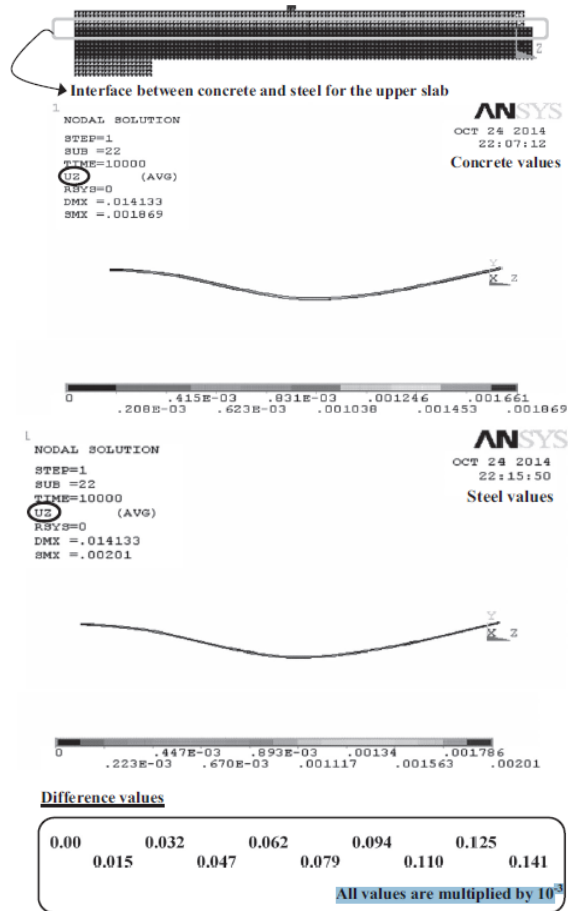 Z
Interface between concrete and steel for the upper slab
1
ANSYS
NODAL SOLUTION
OCT 24 2014
22:07:12
STEP=1
SUB =22
TIME=10000
Concrete values
UZ (AVG)
RSYS=0
DMX =.014133
SMX =.001869
Y
X Z
0 .415E-03 .831E-03 .001246 .001661
.208E-03 .623E-03 .001038 .001453 .001869
ANSYS
NODAL SOLUTION
OCT 24 2014
22:15:50
STEP=1
SUB =22
TIME=10000
Steel values
UZ (AVG)
RSYS=0
DMX =.014133
SMX =.00201
Y
X Z
0 .447E-03 .893E-03 .00134 .001786
.223E-03 .670E-03 .001117 .001563 .00201
Difference values
0.00 0.032 0.062 0.094 0.125
0.015 0.047 0.079 0.110 0.141
All values are multiplied by 10⁻³